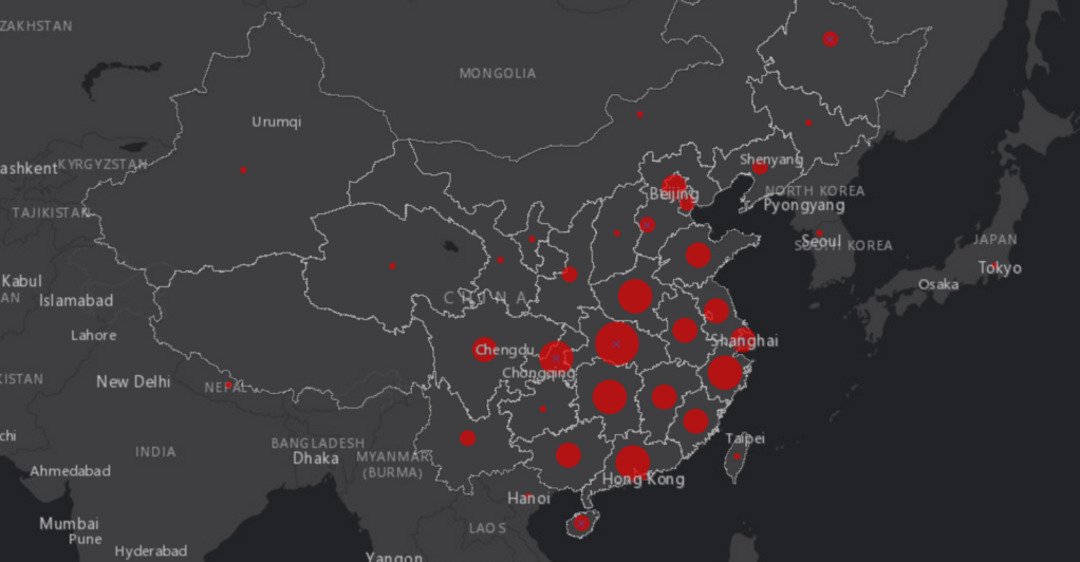 ZAKHSTAN
MONGOLIA
Urumqi
ashkent
KYRGYZSTAN
Shenyang
TAJIKISTAN
Beijing
NORTH KOREA
Pyongyang
Seoul
SOUTH KOREA
JAPAN
Tokyo
Kabul
AN
Islamabad
Osaka
CHINA
Lahore
Shanghai
Chengdu
Chongqing
KISTAN
New Delhi
NEPAL
chi
INDIA
BANGLADESH
Dhaka
MYANMAR
(BURMA)
Taipei
Ahmedabad
Hong Kong
Hanoi
Mumbai
Pune
LAOS
Hyderabad
Yangon